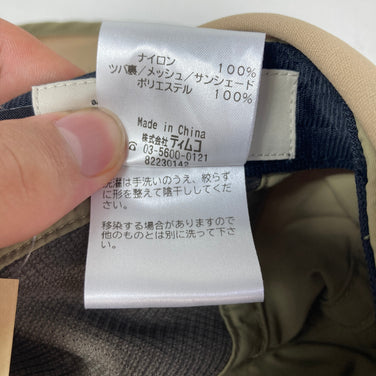 ナイロン 100%
ツバ裏/メッシュ/サンシェード
ポリエステル 100%
Made in China
株式会社ティムコ
☎ 03-5600-0121
82230142
洗濯は手洗いのうえ、絞らず
に形を整えて陰干ししてくださ
い。
移染する場合がありますので
他のものとは別に洗って下さ
い。